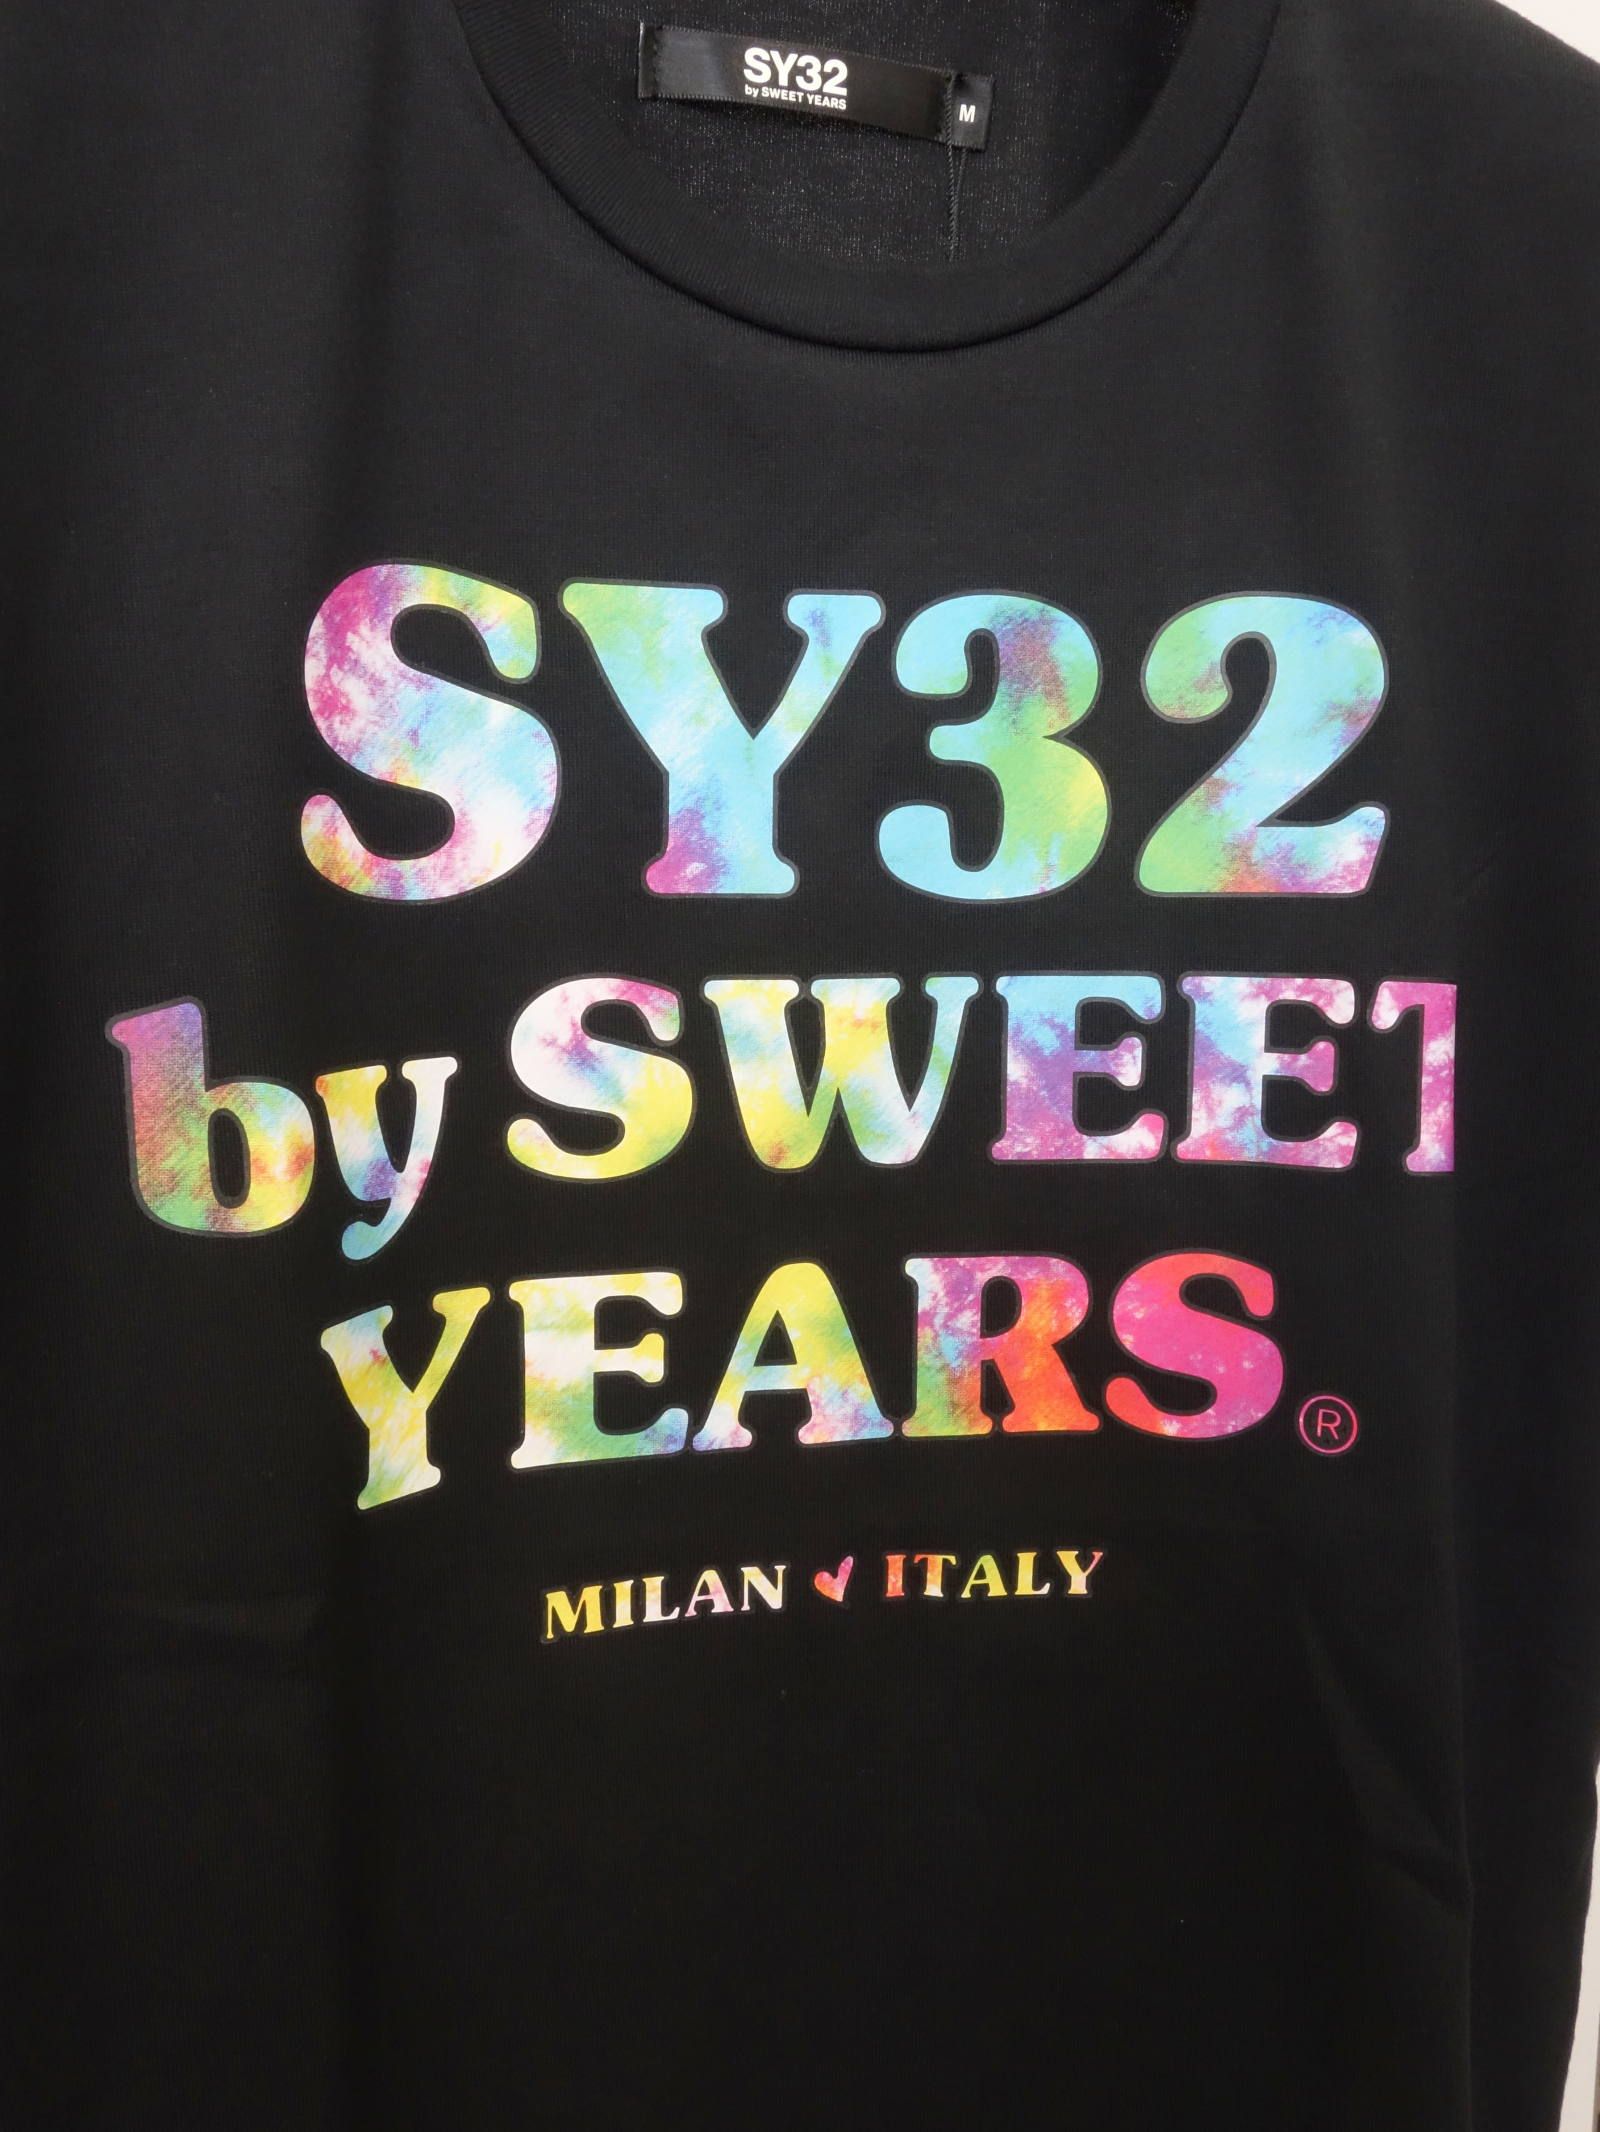 SY32
by SWEET YEARS
M
SY32
by SWEET
YEARS®
MILAN ♥ ITALY